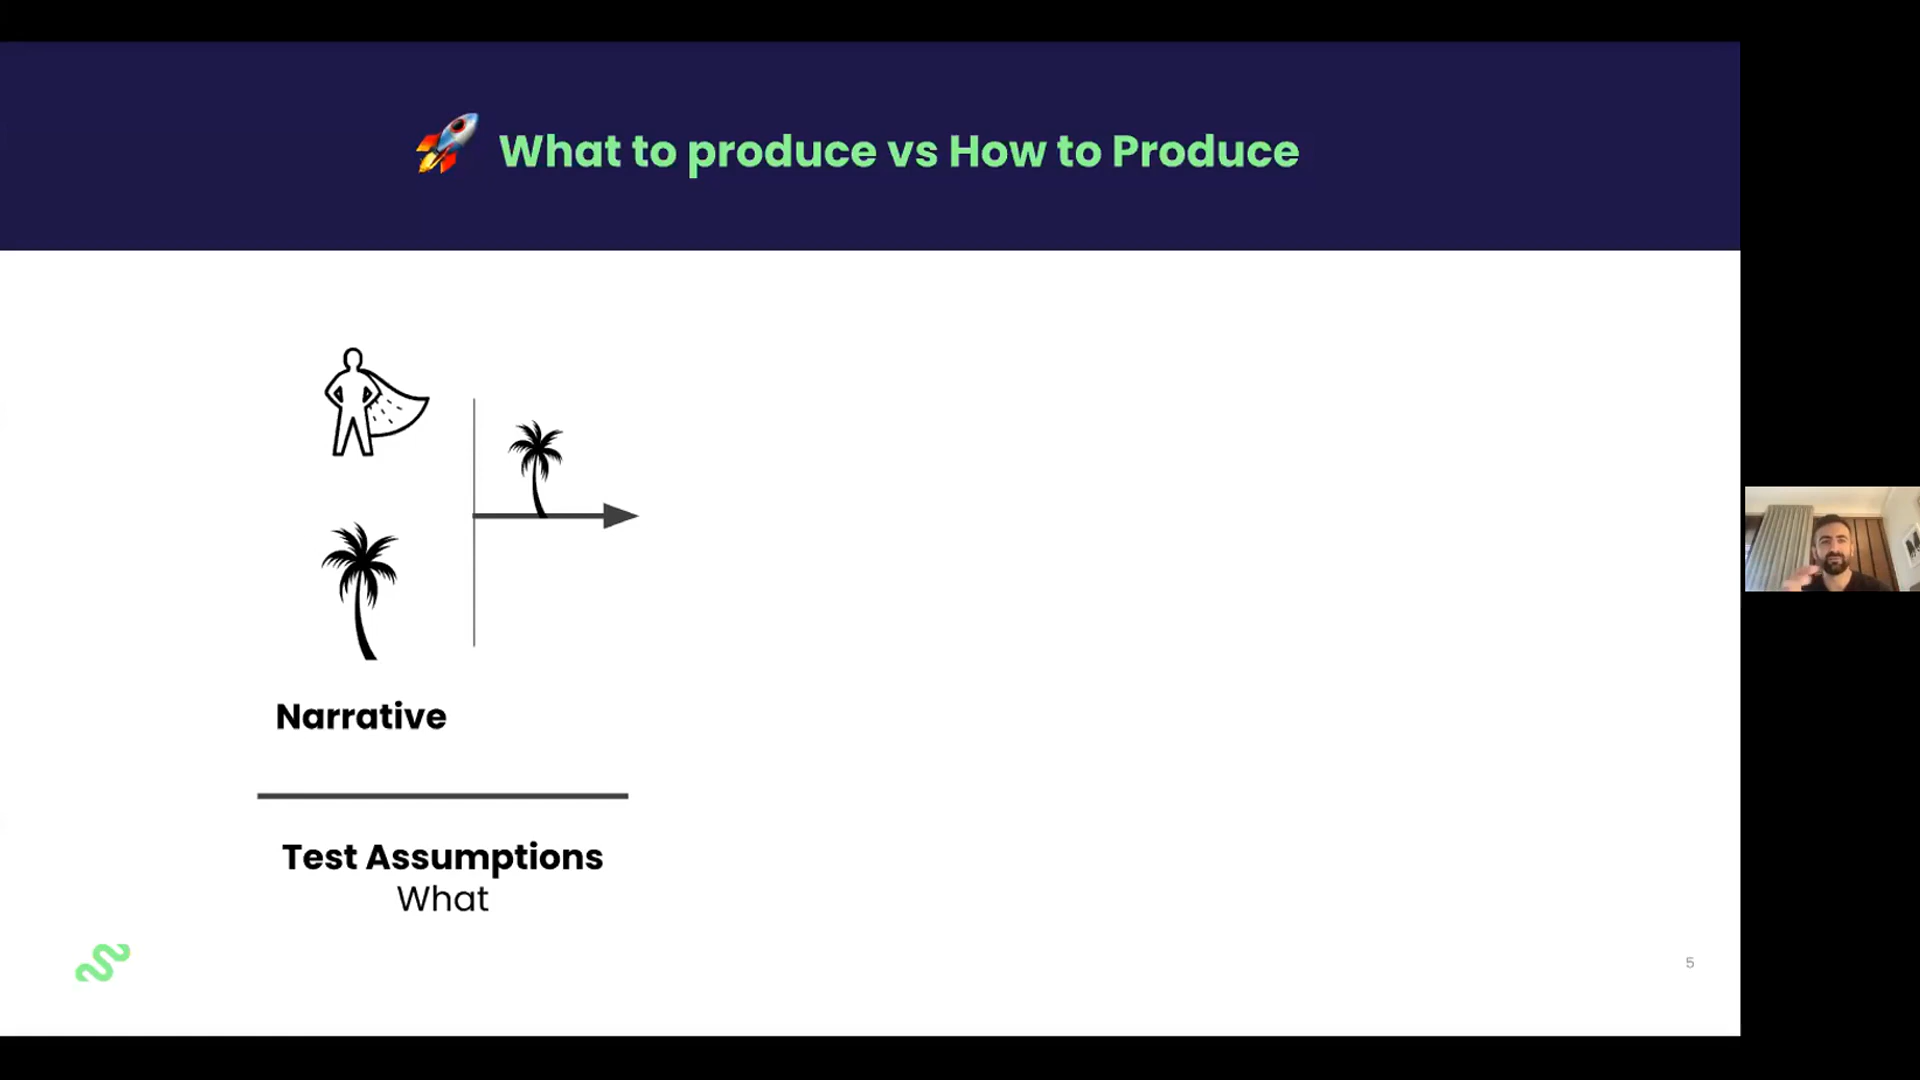 What to produce vs How to Produce
Narrative
Test Assumptions
What
5